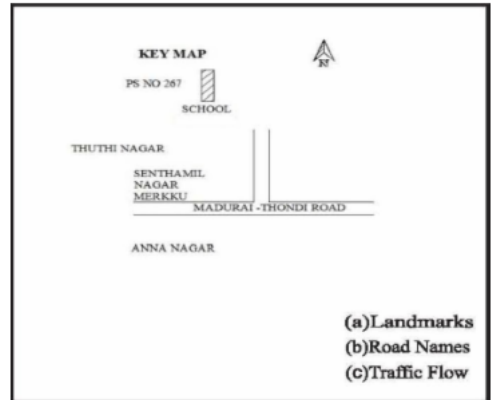 KEY MAP
N
PS NO 267
SCHOOL
THUTHI NAGAR
SENTHAMIL
NAGAR
MERKKU
MADURAI -THONDI ROAD
ANNA NAGAR
(a)Landmarks
(b)Road Names
(c)Traffic Flow